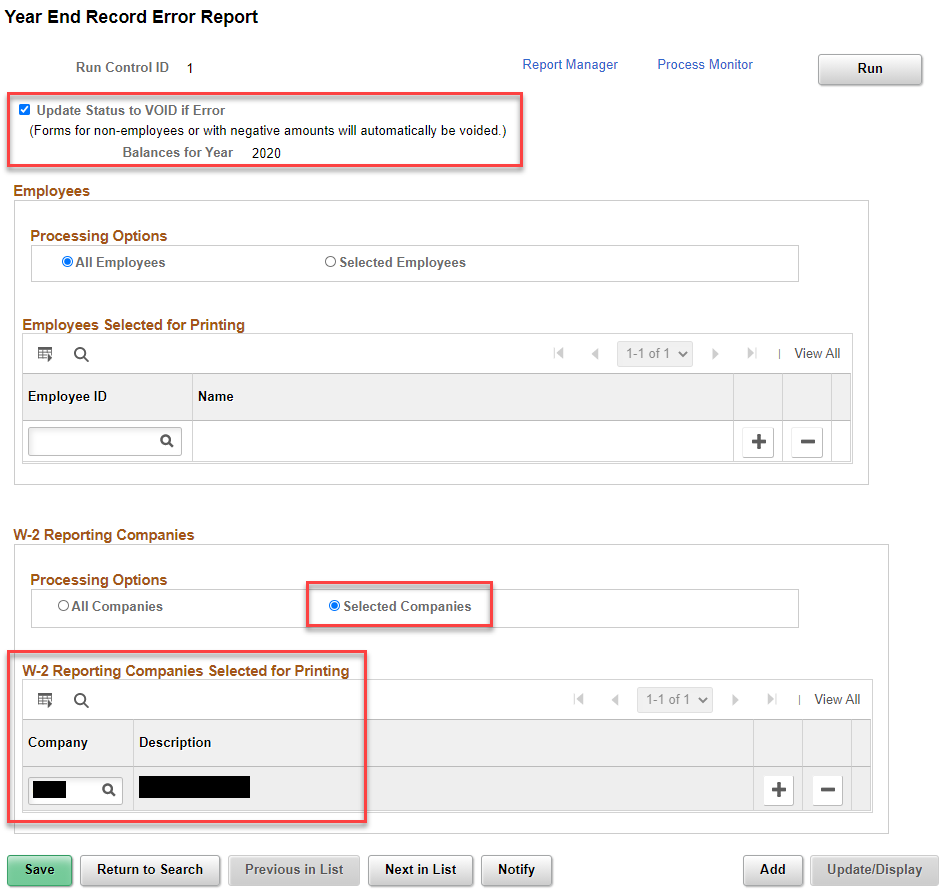 Year End Record Error Report
Run Control ID 1 Report Manager Process Monitor Run
Update Status to VOID if Error
(Forms for non-employees or with negative amounts will automatically be voided.)
Balances for Year 2020
Employees
Processing Options
All Employees Selected Employees
Employees Selected for Printing
1-1 of 1 | View All
Employee ID Name
W-2 Reporting Companies
Processing Options
All Companies Selected Companies
W-2 Reporting Companies Selected for Printing
1-1 of 1 | View All
Company Description
Save Return to Search Previous in List Next in List Notify Add Update/Display